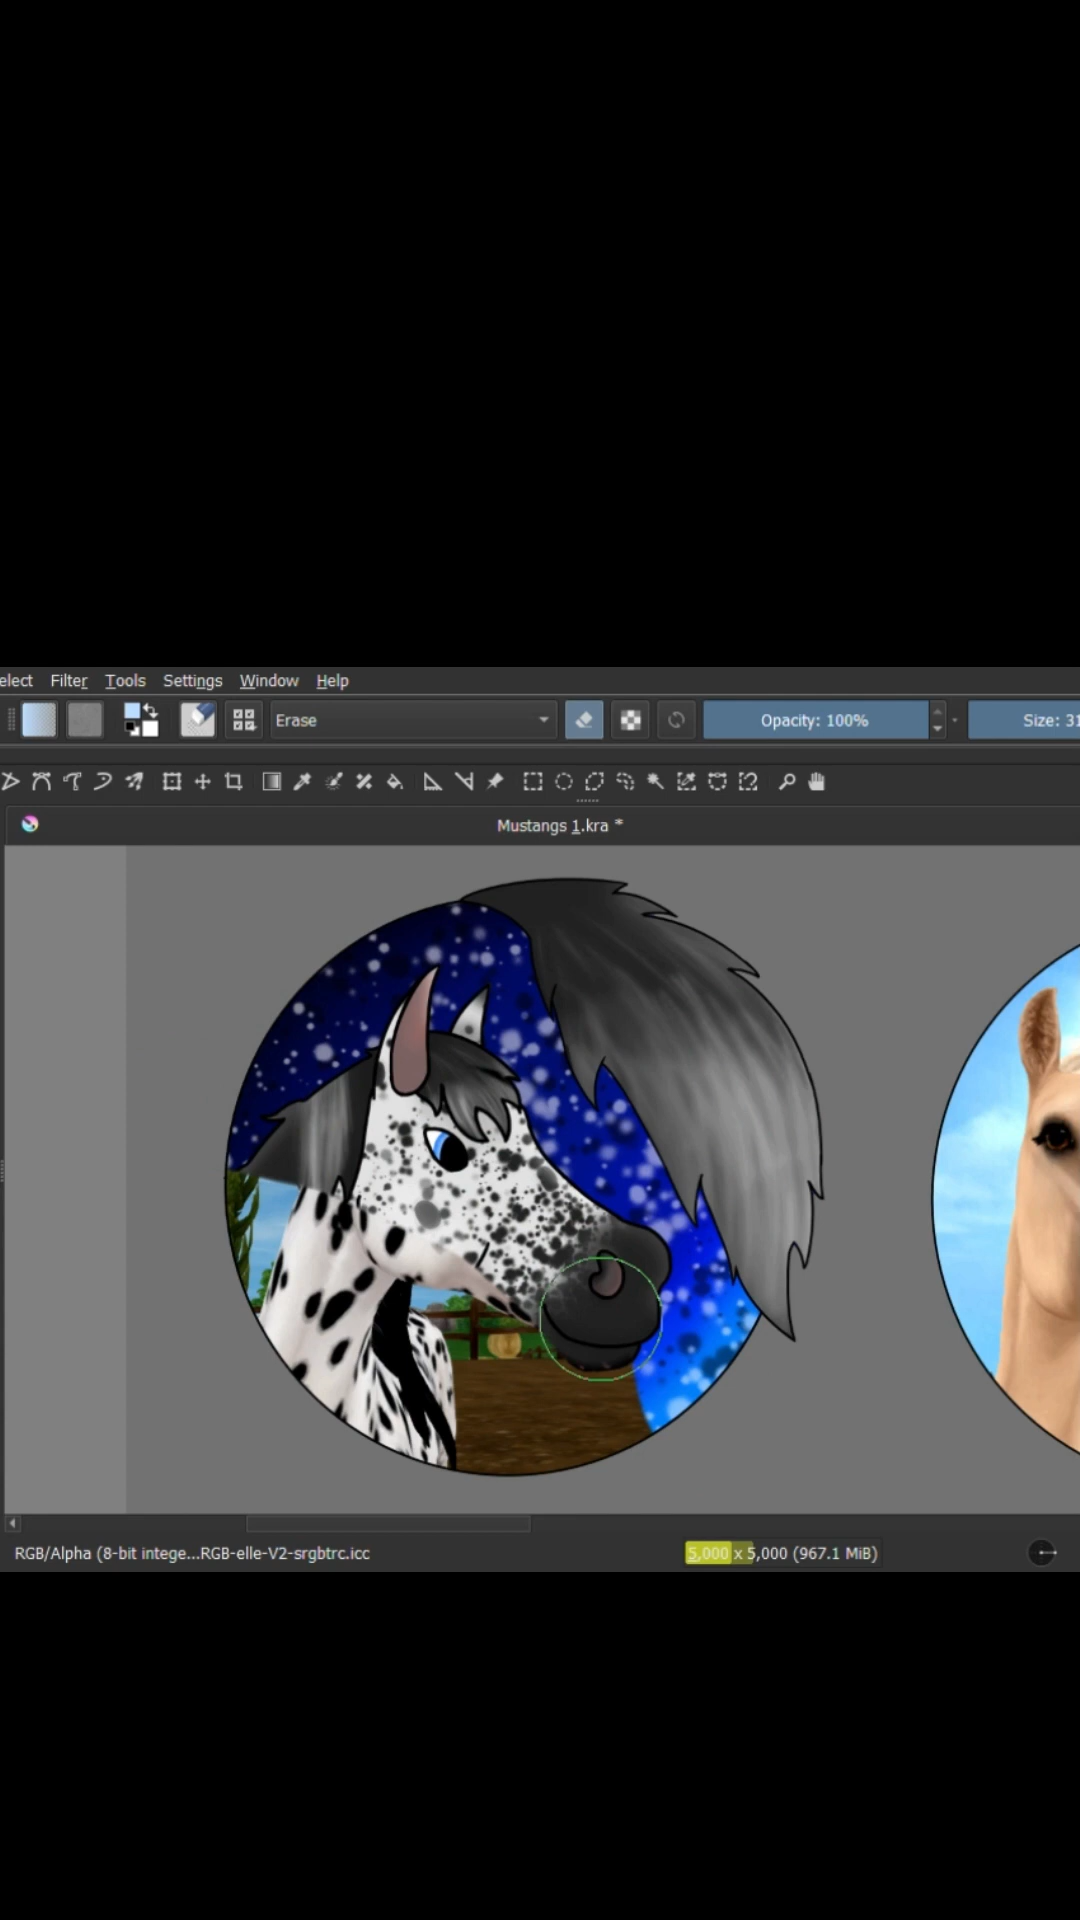 elect Filter Tools Settings Window Help
Erase Opacity: 100% Size: 31
Mustangs 1.kra *
RGB/Alpha (8-bit intege...RGB-elle-V2-srgbtrc.icc 5,000 x 5,000 (967.1 MiB)